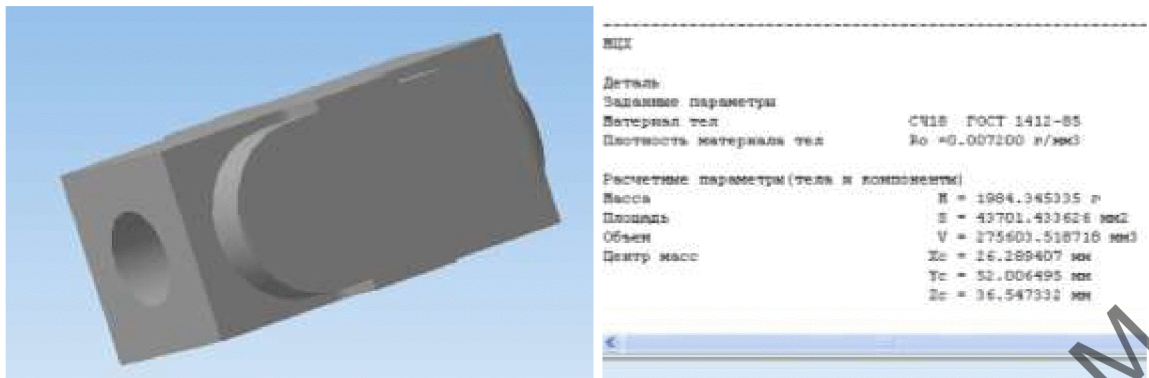 МЦХ
Деталь
Заданные параметры
Материал тел СЧ18 ГОСТ 1412-85
Плотность материала тел Ro =0.007200 г/мм3
Расчетные параметры(тела и компоненты)
Масса M = 1984.345335 г
Площадь S = 43701.433626 мм2
Объем V = 275603.518718 мм3
Центр масс Xc = 26.289407 мм
Yc = 52.006495 мм
Zc = 36.547332 мм
М